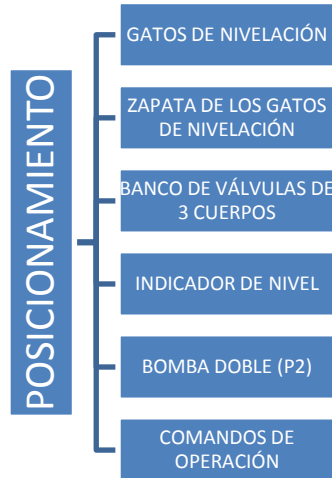 POSICIONAMIENTO
GATOS DE NIVELACIÓN
ZAPATA DE LOS GATOS
DE NIVELACIÓN
BANCO DE VÁLVULAS DE
3 CUERPOS
INDICADOR DE NIVEL
BOMBA DOBLE (P2)
COMANDOS DE
OPERACIÓN